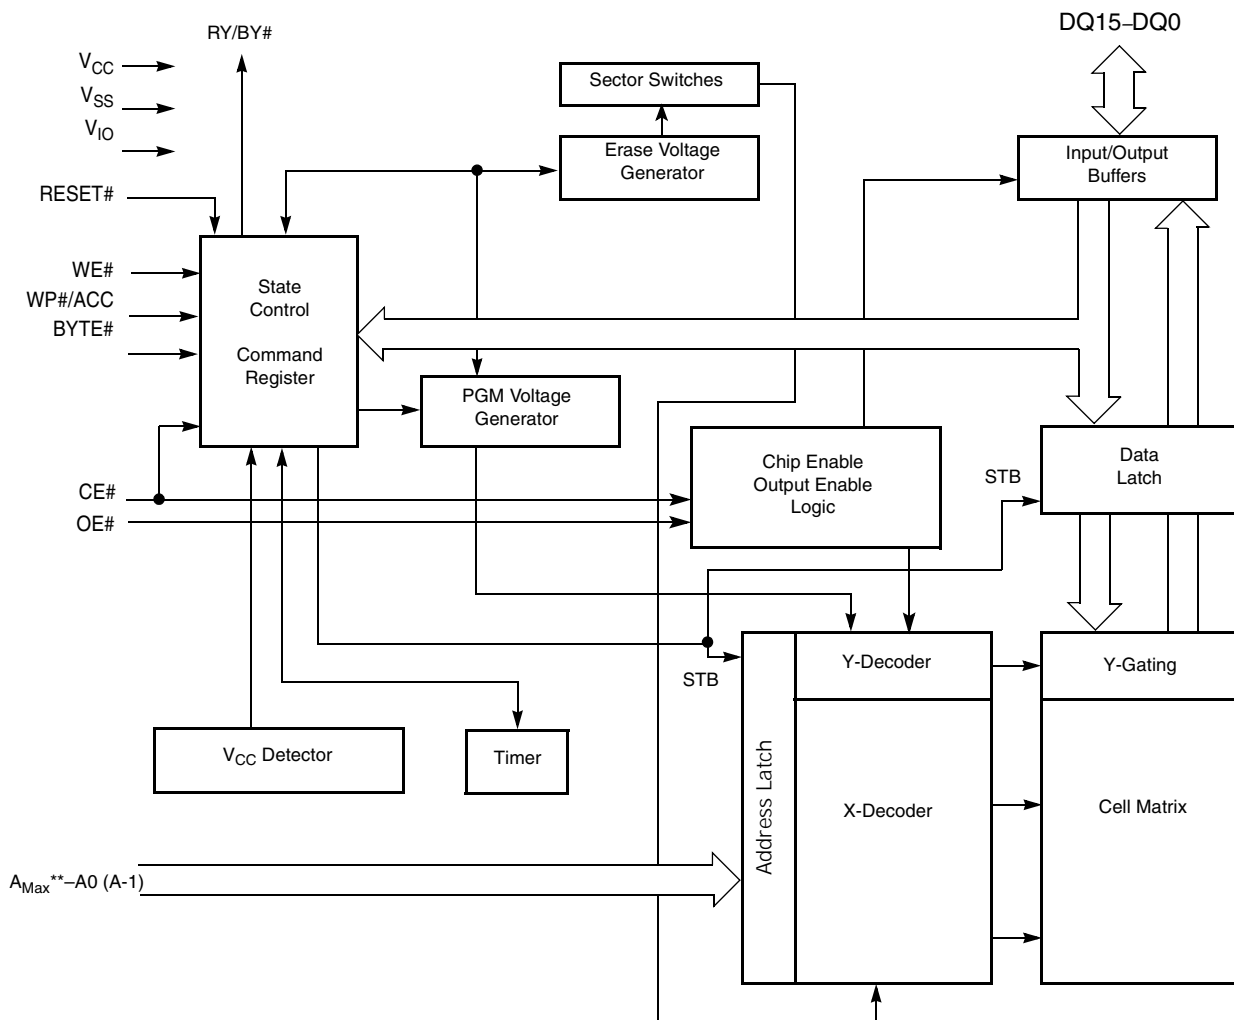 RY/BY#
DQ15–DQ0
VCC
VSS
VIO
Sector Switches
Erase Voltage
Generator
Input/Output
Buffers
RESET#
WE#
WP#/ACC
BYTE#
State
Control
Command
Register
PGM Voltage
Generator
Chip Enable
Output Enable
Logic
STB
Data
Latch
CE#
OE#
STB
Y-Decoder
Y-Gating
VCC Detector
Timer
Address Latch
X-Decoder
Cell Matrix
AMax**–A0 (A-1)